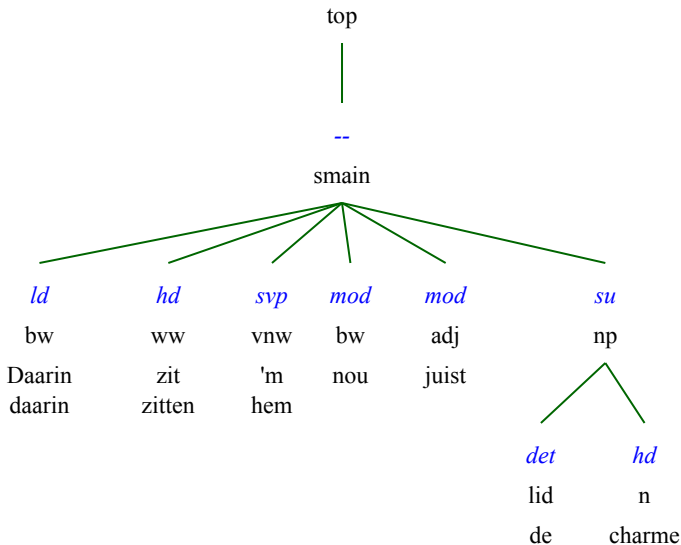 top
--
smain
ld hd svp mod mod su
bw ww vnw bw adj np
Daarin zit 'm nou juist
daarin zitten hem
det hd
lid n
de charme